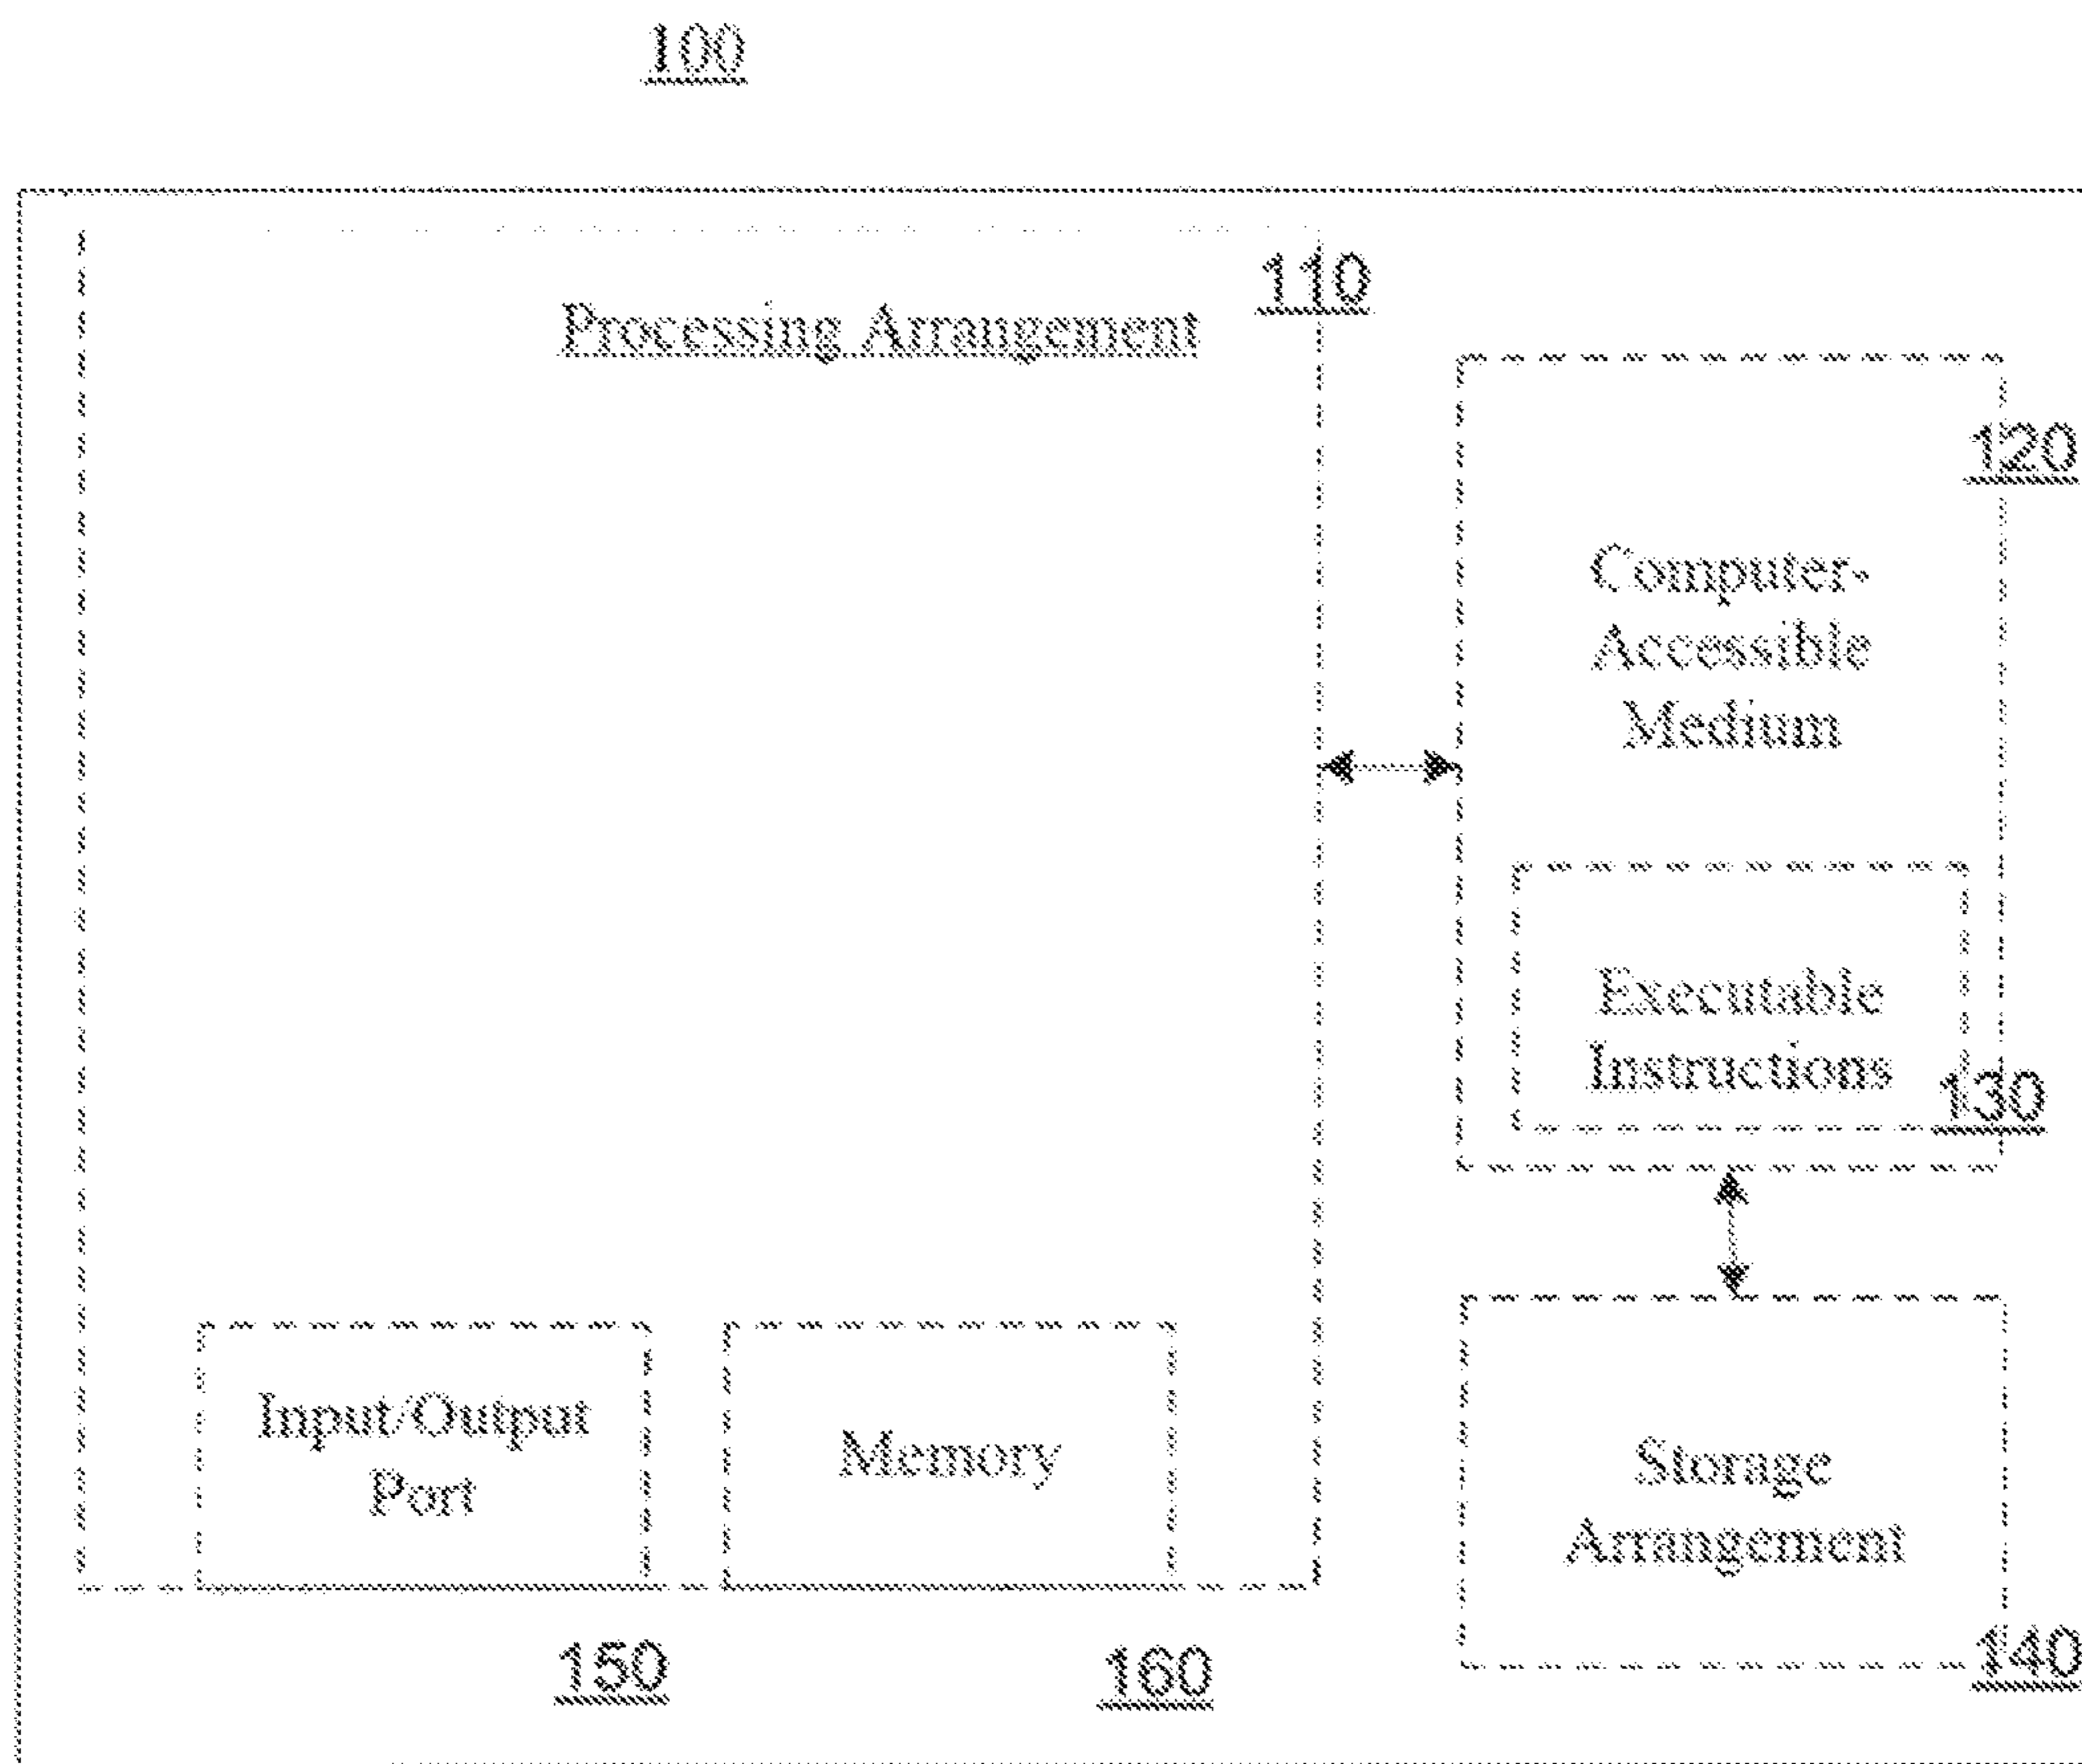 100
110
Processing Arrangement
120
Computer-
Accessible
Medium
Executable
Instructions
130
Input/Output
Port
Memory
Storage
Arrangement
140
150
160